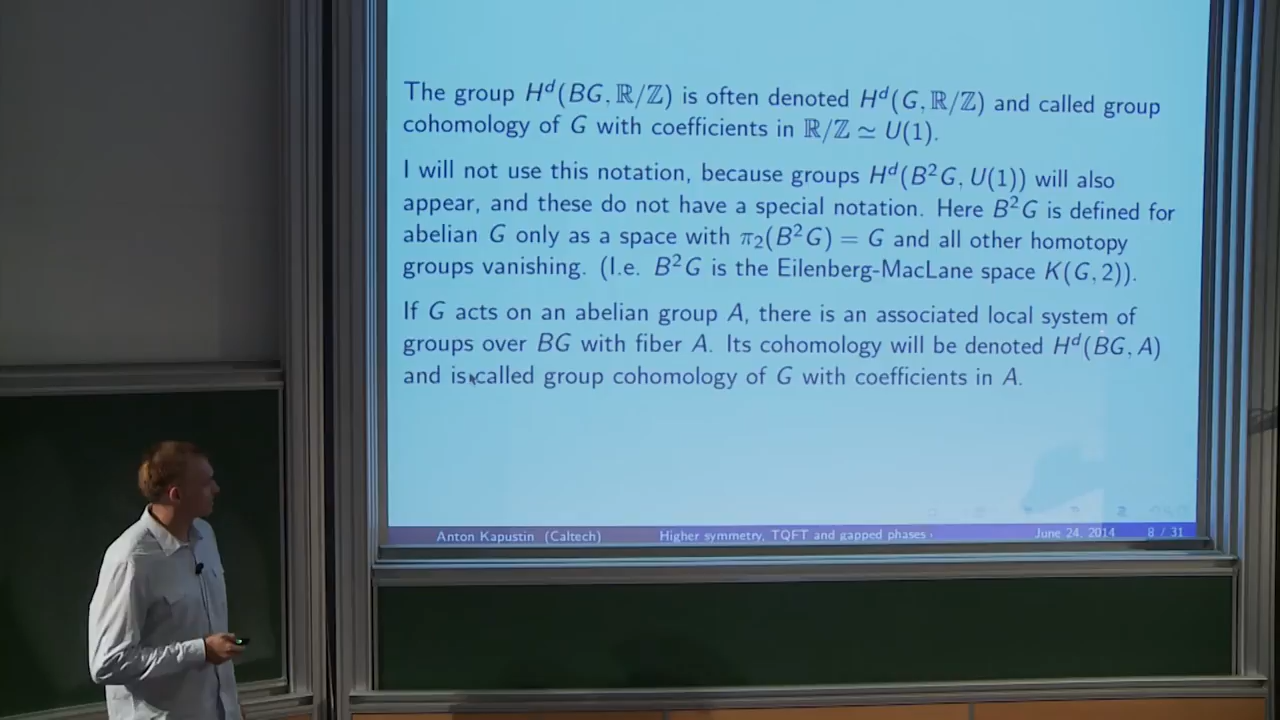 The group H^d(BG, ℝ/ℤ) is often denoted H^d(G, ℝ/ℤ) and called group
cohomology of G with coefficients in ℝ/ℤ ≃ U(1).
I will not use this notation, because groups H^d(B²G, U(1)) will also
appear, and these do not have a special notation. Here B²G is defined for
abelian G only as a space with π₂(B²G) = G and all other homotopy
groups vanishing. (I.e. B²G is the Eilenberg-MacLane space K(G, 2)).
If G acts on an abelian group A, there is an associated local system of
groups over BG with fiber A. Its cohomology will be denoted H^d(BG, A)
and is called group cohomology of G with coefficients in A.
Anton Kapustin (Caltech) Higher symmetry, TQFT and gapped phases June 24, 2014 8 / 31